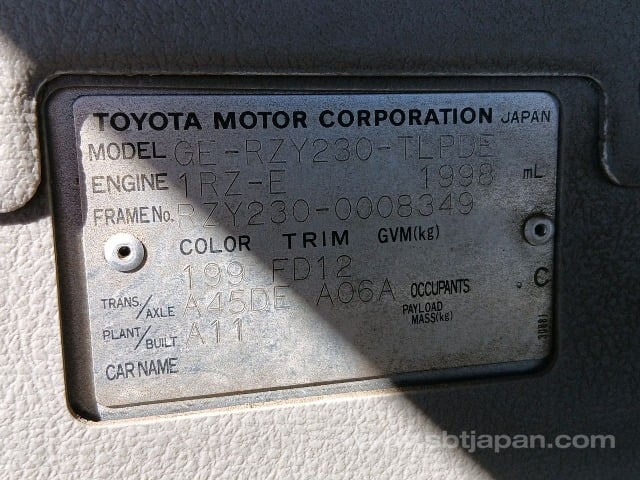 TOYOTA MOTOR CORPORATION JAPAN
MODEL GE-RZY230-TLPDE
ENGINE 1RZ-E 1998 mL
FRAME No. RZY230-0008349
COLOR TRIM GVM(kg)
199 FD12
TRANS./AXLE A45DE A06A OCCUPANTS C
PAYLOAD MASS(kg)
PLANT/BUILT A11
CAR NAME
sbtjapan.com